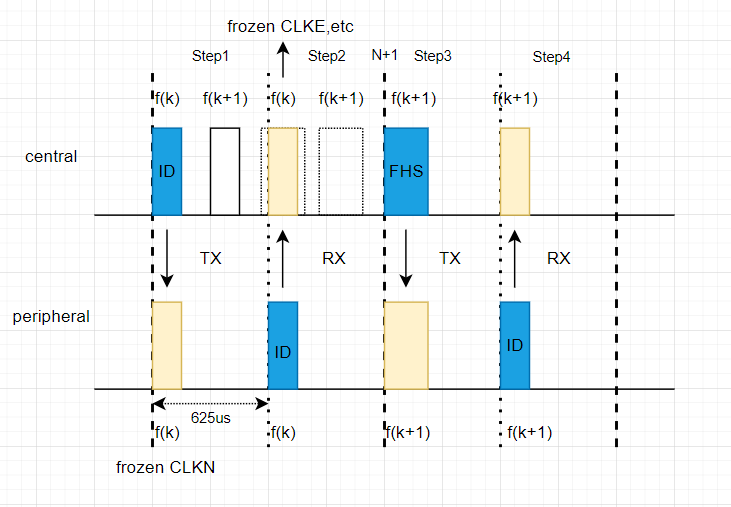 frozen CLKE,etc
Step1 Step2 N+1 Step3 Step4
f(k) f(k+1) f(k) f(k+1) f(k+1) f(k+1)
central ID FHS
TX RX TX RX
peripheral ID ID
625us
f(k) f(k) f(k+1) f(k+1)
frozen CLKN